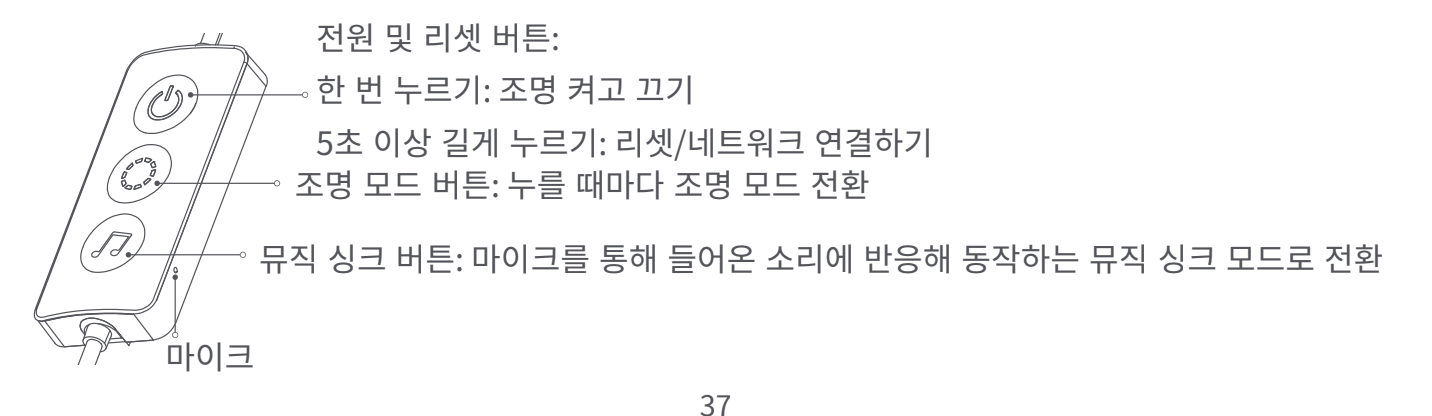 전원 및 리셋 버튼:
한 번 누르기: 조명 켜고 끄기
5초 이상 길게 누르기: 리셋/네트워크 연결하기
조명 모드 버튼: 누를 때마다 조명 모드 전환
뮤직 싱크 버튼: 마이크를 통해 들어온 소리에 반응해 동작하는 뮤직 싱크 모드로 전환
마이크
37